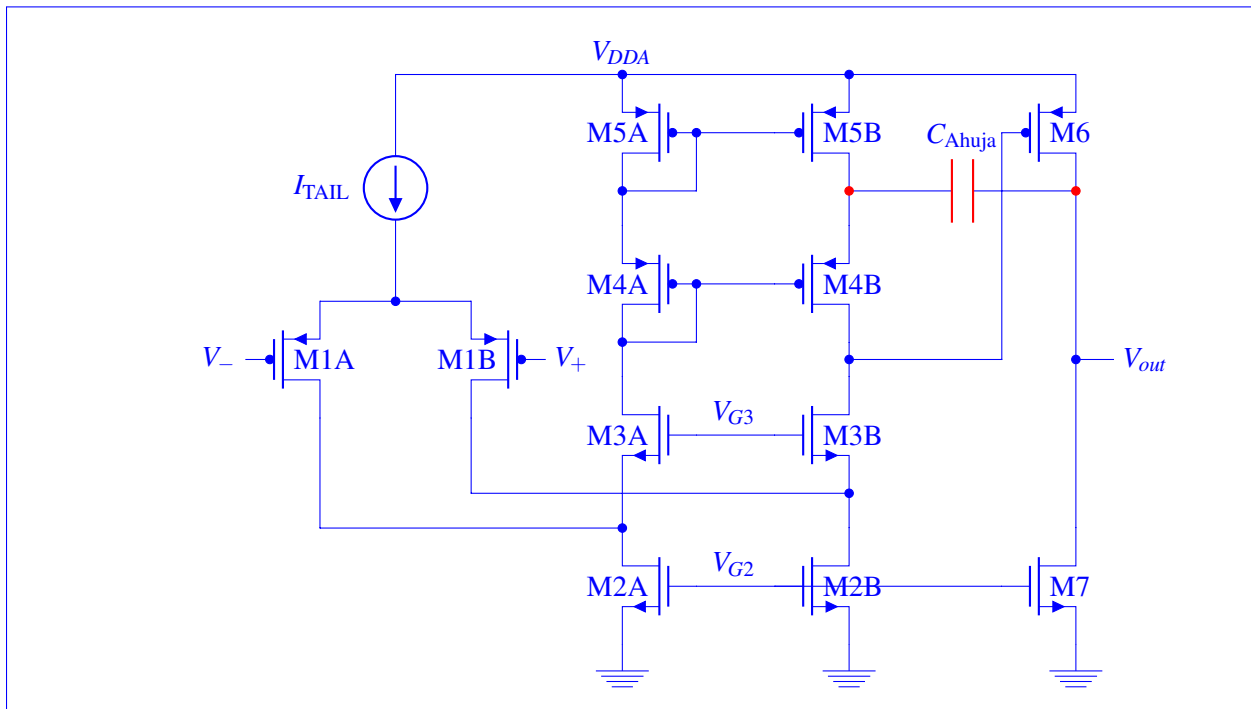 V_DDA
M5A
M5B
C_Ahuja
M6
I_TAIL
M4A
M4B
V_−
M1A
M1B
V_+
V_out
M3A
V_G3
M3B
M2A
V_G2
M2B
M7